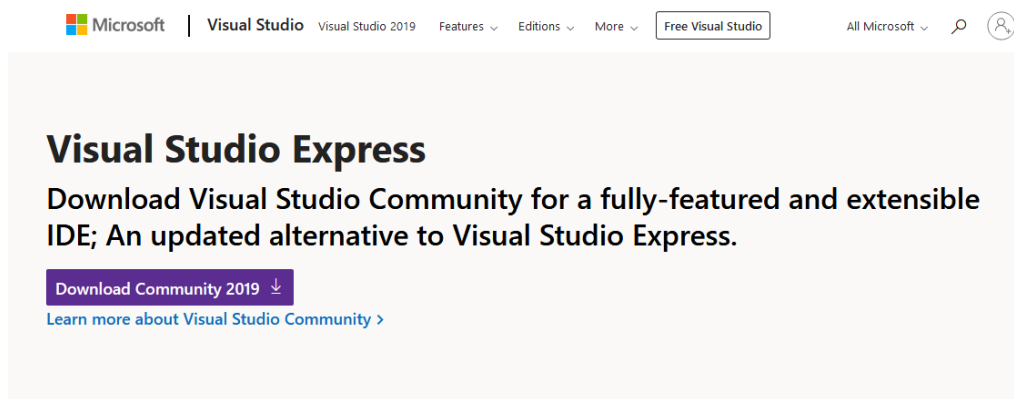 Microsoft | Visual Studio Visual Studio 2019 Features Editions More Free Visual Studio All Microsoft
Visual Studio Express
Download Visual Studio Community for a fully-featured and extensible
IDE; An updated alternative to Visual Studio Express.
Download Community 2019
Learn more about Visual Studio Community >